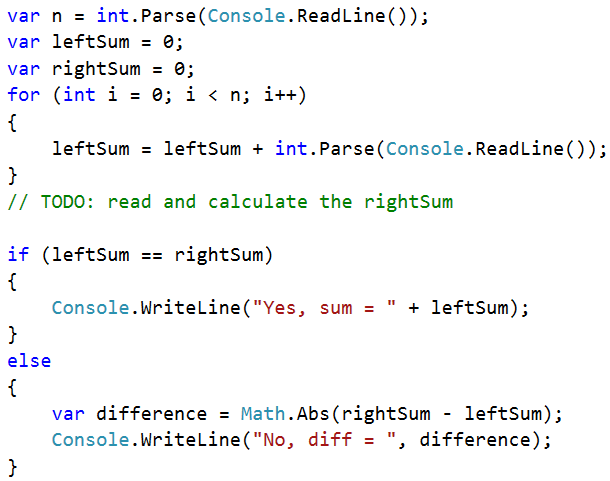 var n = int.Parse(Console.ReadLine());
var leftSum = 0;
var rightSum = 0;
for (int i = 0; i < n; i++)
{
    leftSum = leftSum + int.Parse(Console.ReadLine());
}
// TODO: read and calculate the rightSum

if (leftSum == rightSum)
{
    Console.WriteLine("Yes, sum = " + leftSum);
}
else
{
    var difference = Math.Abs(rightSum - leftSum);
    Console.WriteLine("No, diff = ", difference);
}